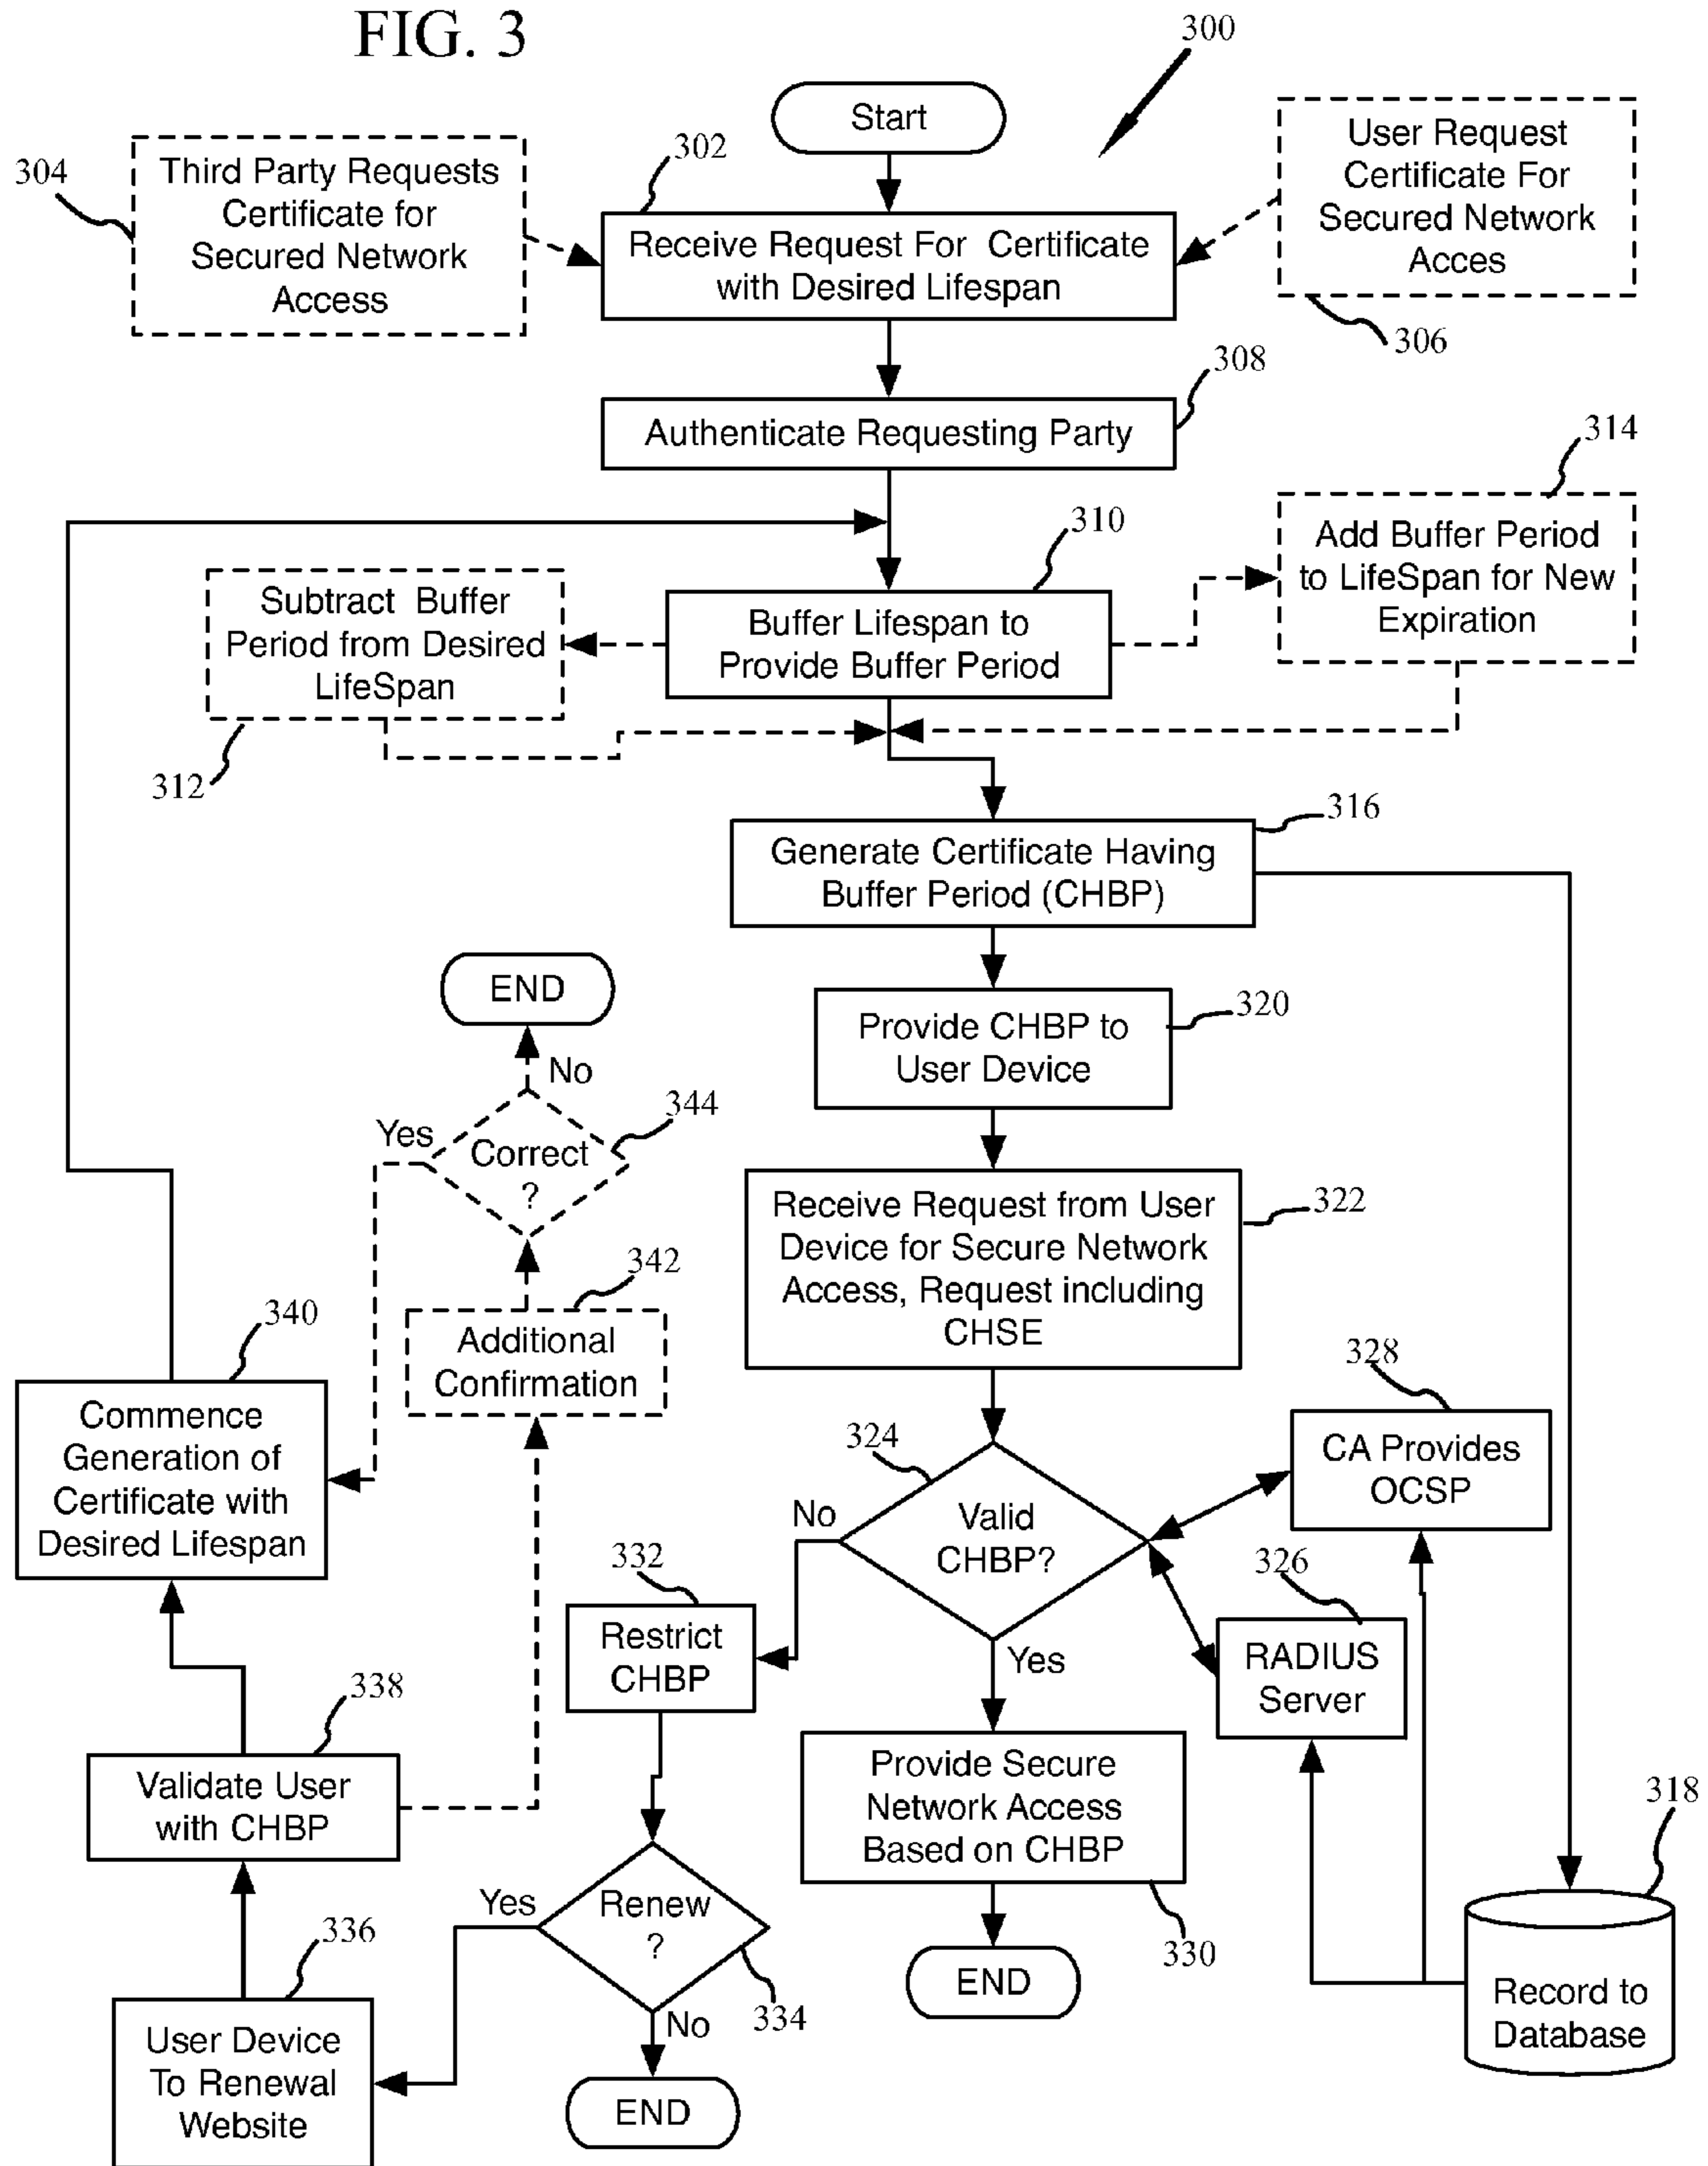 FIG. 3
300
Start
304
Third Party Requests
Certificate for
Secured Network
Access
302
Receive Request For Certificate
with Desired Lifespan
User Request
Certificate For
Secured Network
Acces
306
308
Authenticate Requesting Party
314
310
Add Buffer Period
to LifeSpan for New
Expiration
Subtract Buffer
Period from Desired
LifeSpan
312
Buffer Lifespan to
Provide Buffer Period
316
Generate Certificate Having
Buffer Period (CHBP)
END
No
344
Yes
Correct
?
320
Provide CHBP to
User Device
322
Receive Request from User
Device for Secure Network
Access, Request including
CHSE
342
Additional
Confirmation
340
Commence
Generation of
Certificate with
Desired Lifespan
328
CA Provides
OCSP
324
No
Valid
CHBP?
Yes
326
RADIUS
Server
332
Restrict
CHBP
338
Validate User
with CHBP
Provide Secure
Network Access
Based on CHBP
330
END
318
Record to
Database
Yes
Renew
?
334
No
END
336
User Device
To Renewal
Website